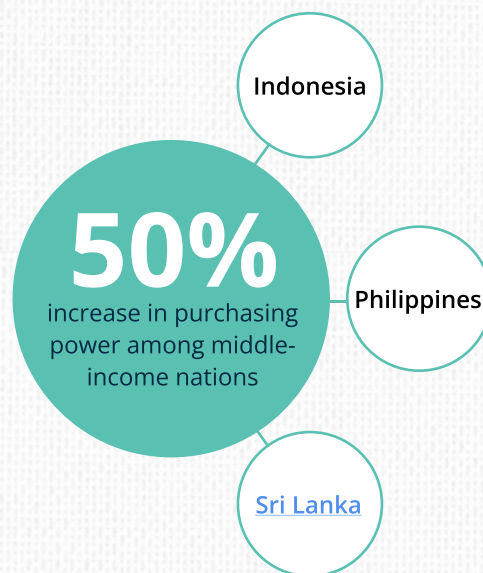 Indonesia
50%
increase in purchasing
power among middle-
income nations
Philippines
Sri Lanka